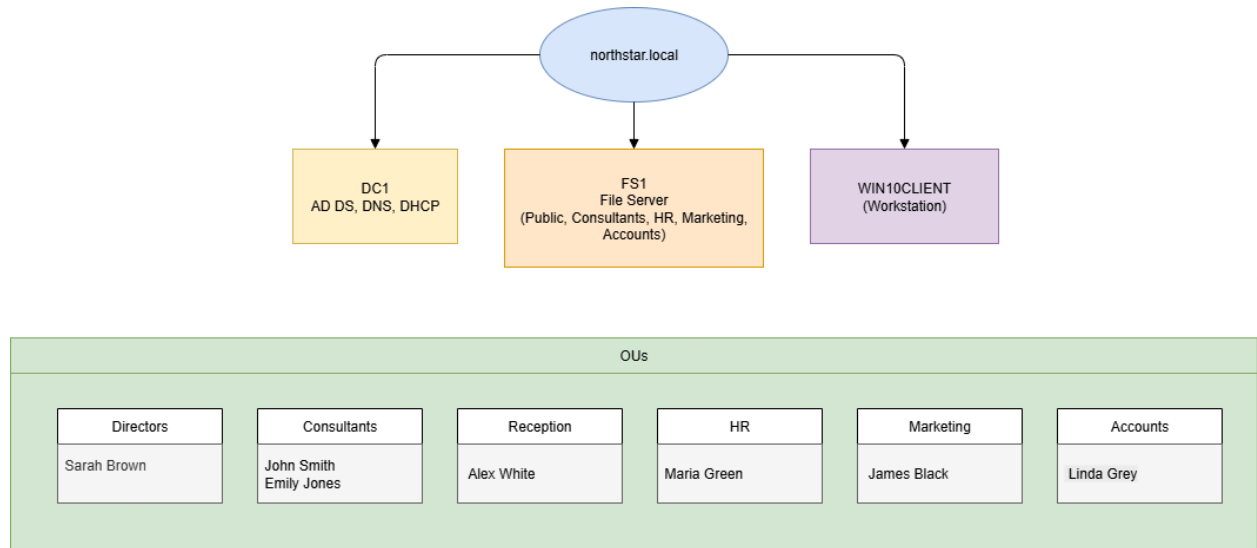 northstar.local
DC1
AD DS, DNS, DHCP
FS1
File Server
(Public, Consultants, HR, Marketing,
Accounts)
WIN10CLIENT
(Workstation)
OUs
Directors
Sarah Brown
Consultants
John Smith
Emily Jones
Reception
Alex White
HR
Maria Green
Marketing
James Black
Accounts
Linda Grey